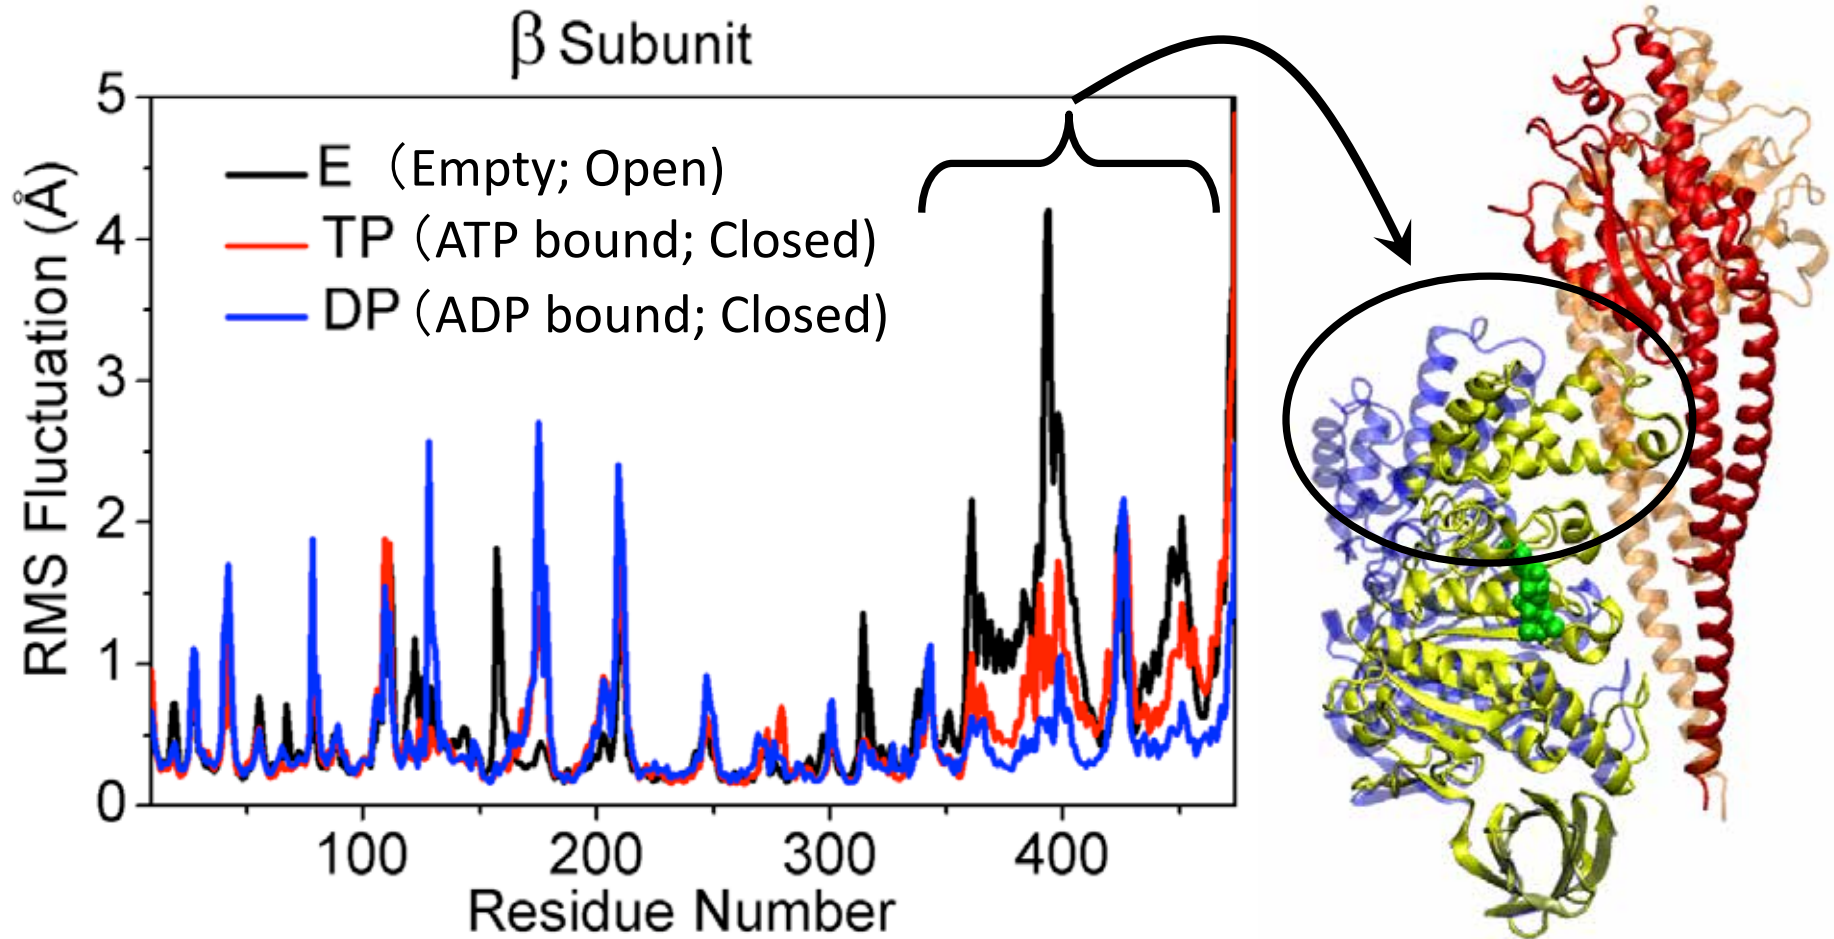 β Subunit
5
4
3
2
1
0
RMS Fluctuation (Å)
E （Empty; Open)
TP （ATP bound; Closed)
DP （ADP bound; Closed)
100 200 300 400
Residue Number